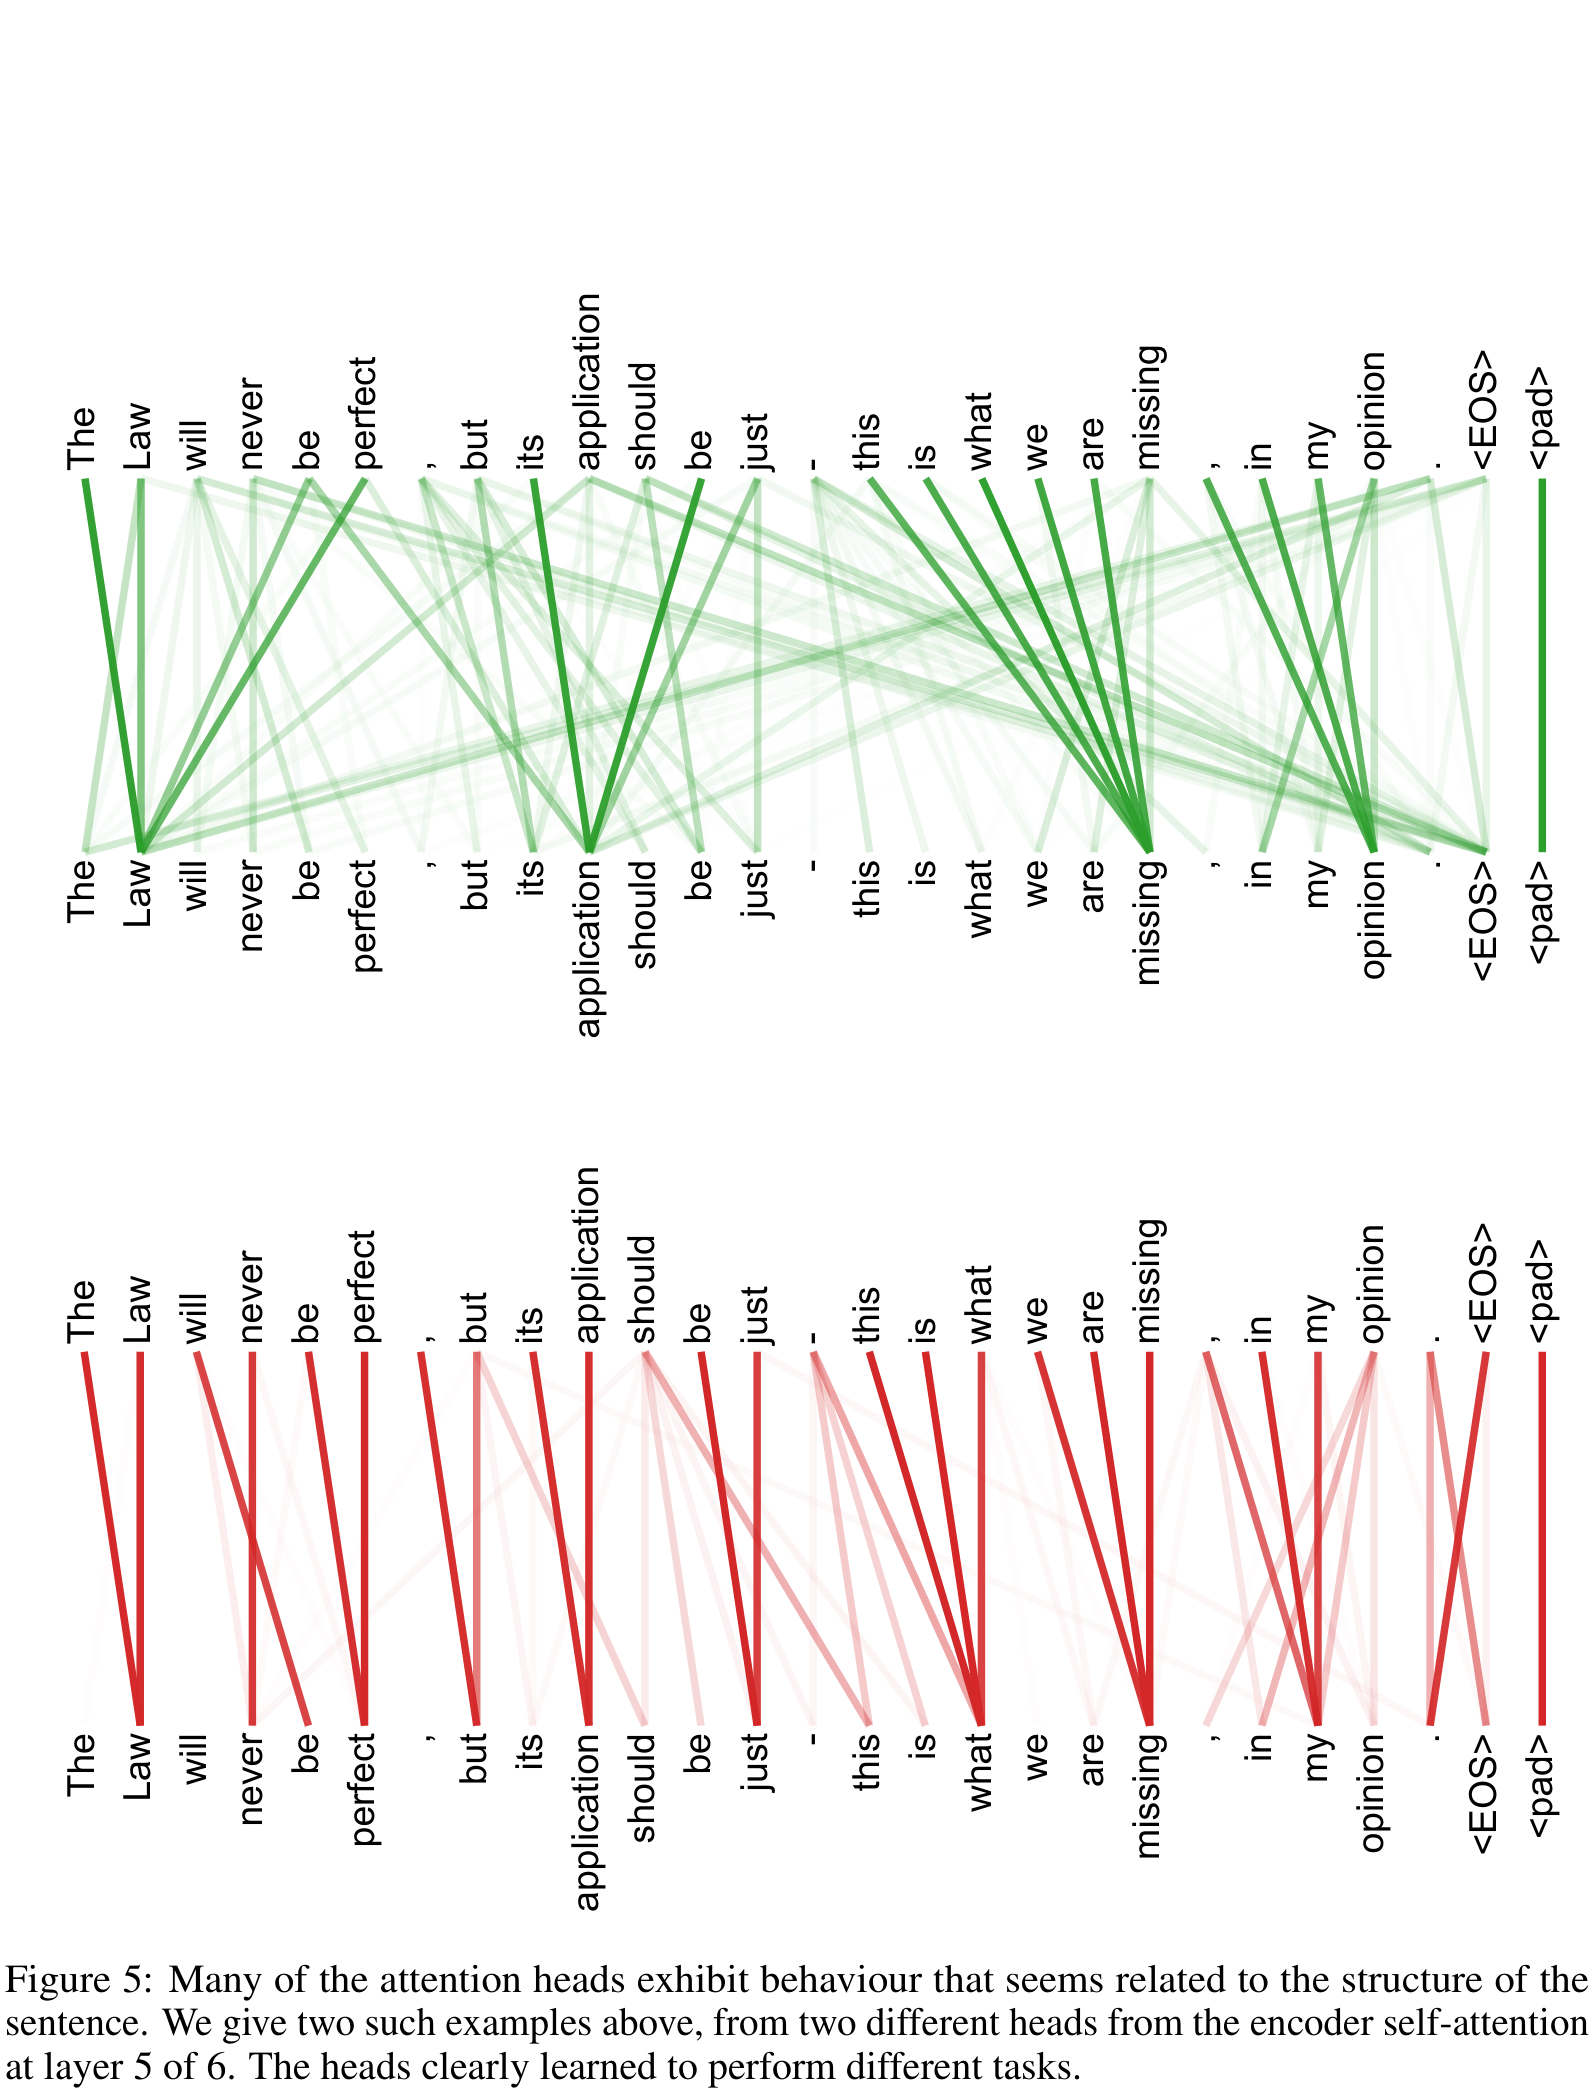 The Law will never be perfect , but its application should be just - this is what we are missing , in my opinion . <EOS> <pad>
The Law will never be perfect , but its application should be just - this is what we are missing , in my opinion . <EOS> <pad>
The Law will never be perfect , but its application should be just - this is what we are missing , in my opinion . <EOS> <pad>
The Law will never be perfect , but its application should be just - this is what we are missing , in my opinion . <EOS> <pad>
Figure 5: Many of the attention heads exhibit behaviour that seems related to the structure of the
sentence. We give two such examples above, from two different heads from the encoder self-attention
at layer 5 of 6. The heads clearly learned to perform different tasks.